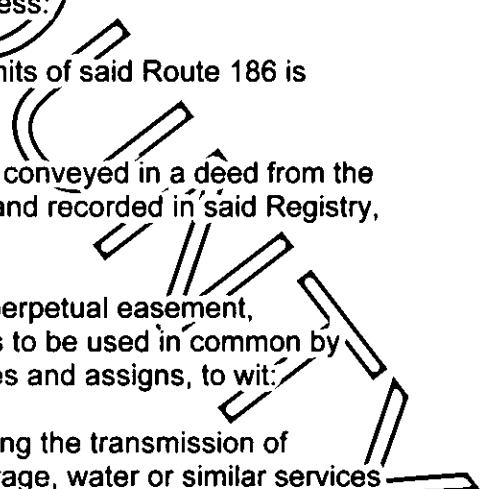 ess:
nits of said Route 186 is
conveyed in a deed from the
and recorded in said Registry,
perpetual easement,
s to be used in common by
es and assigns, to wit:
ng the transmission of
rage, water or similar services